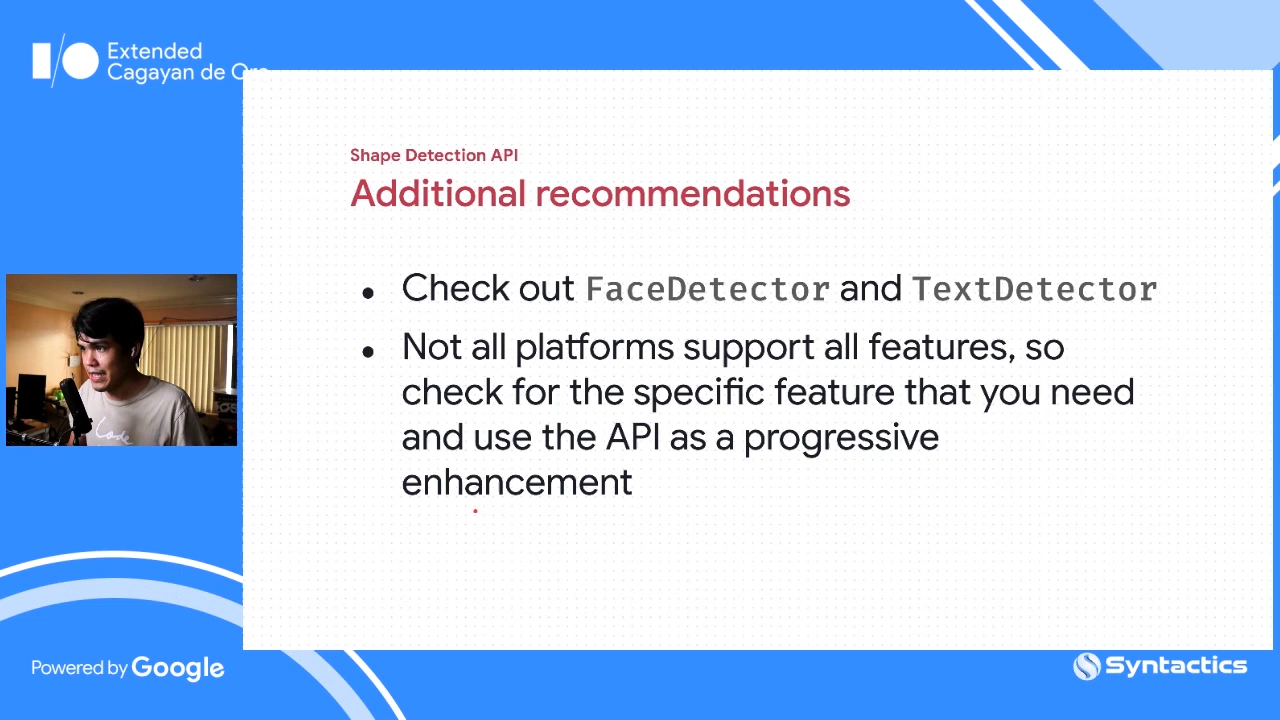 Extended
Cagayan de Oro
Shape Detection API
Additional recommendations
• Check out FaceDetector and TextDetector
• Not all platforms support all features, so
check for the specific feature that you need
and use the API as a progressive
enhancement
Code
Powered by Google
Syntactics